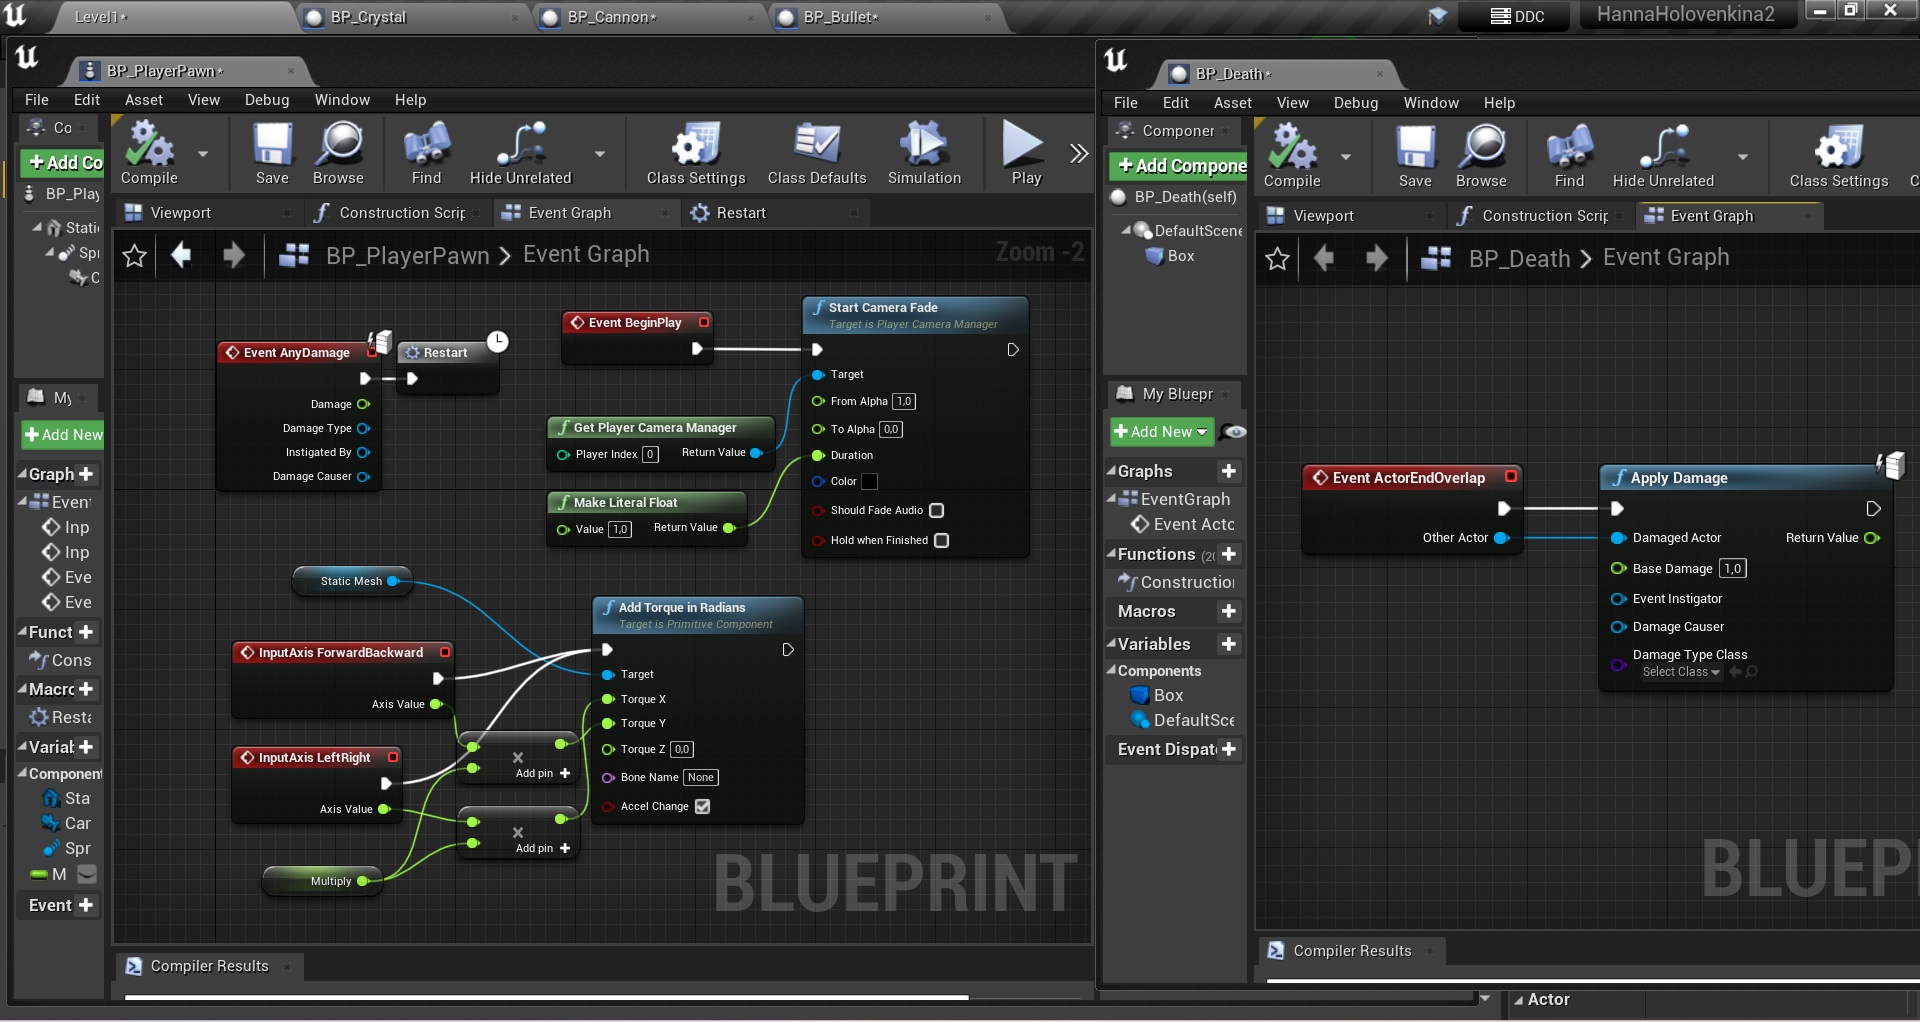 Level1*
BP_Crystal
BP_Cannon*
BP_Bullet*
DDC
HannaHolovenkina2
BP_PlayerPawn*
File Edit Asset View Debug Window Help
Co
Add Co
BP_Play
Stati
Spi
C
Compile
Save
Browse
Find
Hide Unrelated
Class Settings
Class Defaults
Simulation
Play
Viewport
Construction Scrip
Event Graph
Restart
BP_PlayerPawn > Event Graph
Zoom -2
My
Add New
Graph
Event
Inp
Inp
Eve
Eve
Funct
Cons
Macro
Resta
Variab
Component
Sta
Car
Spr
M
Event
Event AnyDamage
Damage
Damage Type
Instigated By
Damage Causer
Restart
Event BeginPlay
Start Camera Fade
Target is Player Camera Manager
Target
From Alpha 1,0
To Alpha 0,0
Duration
Color
Should Fade Audio
Hold when Finished
Get Player Camera Manager
Player Index 0 Return Value
Make Literal Float
Value 1,0 Return Value
Static Mesh
Add Torque in Radians
Target is Primitive Component
Target
Torque X
Torque Y
Torque Z 0,0
Bone Name None
Accel Change
InputAxis ForwardBackward
Axis Value
InputAxis LeftRight
Axis Value
Add pin +
Add pin +
Multiply
BLUEPRINT
Compiler Results
BP_Death*
File Edit Asset View Debug Window Help
Componer
Add Compone
BP_Death(self)
DefaultScene
Box
Compile
Save
Browse
Find
Hide Unrelated
Class Settings
C
Viewport
Construction Scrip
Event Graph
BP_Death > Event Graph
My Bluepr
Add New
Graphs
EventGraph
Event Acto
Functions (20
Constructio
Macros
Variables
Components
Box
DefaultSce
Event Dispat
Event ActorEndOverlap
Other Actor
Apply Damage
Damaged Actor Return Value
Base Damage 1,0
Event Instigator
Damage Causer
Damage Type Class
Select Class
BLUEP
Compiler Results
Actor